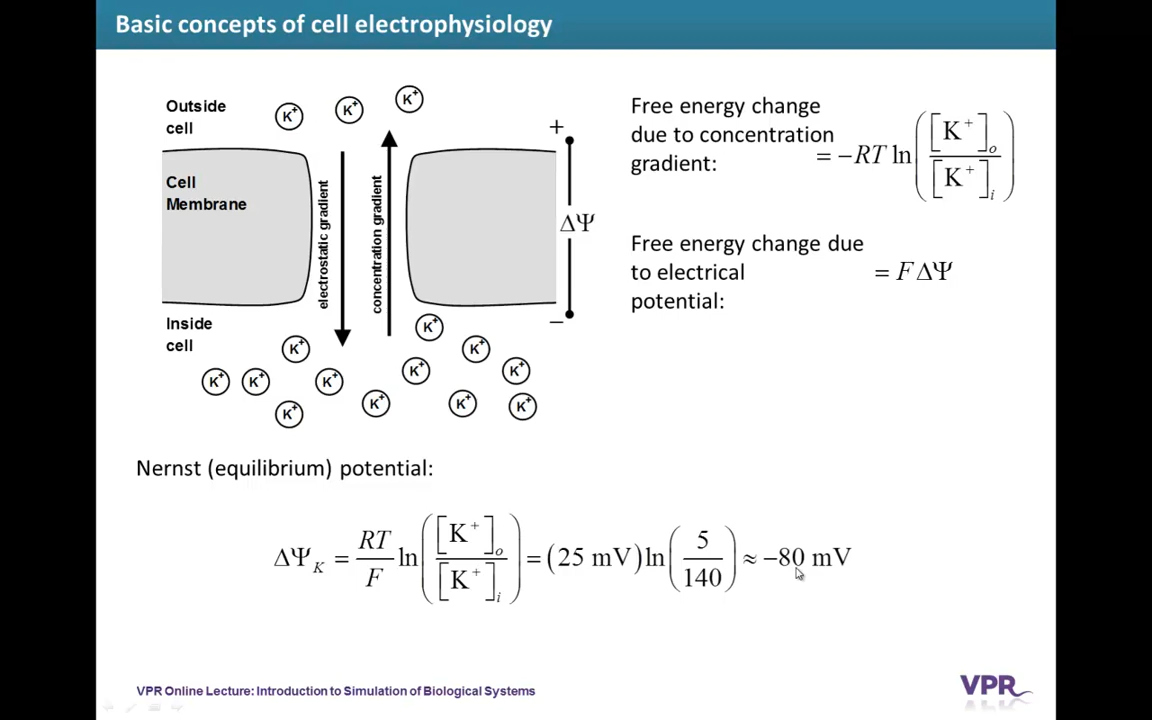 Basic concepts of cell electrophysiology
Outside
cell
K⁺ K⁺ K⁺
Cell
Membrane
electrostatic gradient
concentration gradient
+
ΔΨ
−
Inside
cell
K⁺
K⁺ K⁺
K⁺ K⁺ K⁺ K⁺ K⁺
K⁺ K⁺ K⁺ K⁺
Free energy change
due to concentration
gradient:
= −RT ln([K⁺]ₒ/[K⁺]ᵢ)
Free energy change due
to electrical
potential:
= FΔΨ
Nernst (equilibrium) potential:
ΔΨ_K = RT/F ln([K⁺]ₒ/[K⁺]ᵢ) = (25 mV) ln(5/140) ≈ −80 mV
VPR Online Lecture: Introduction to Simulation of Biological Systems
VPR